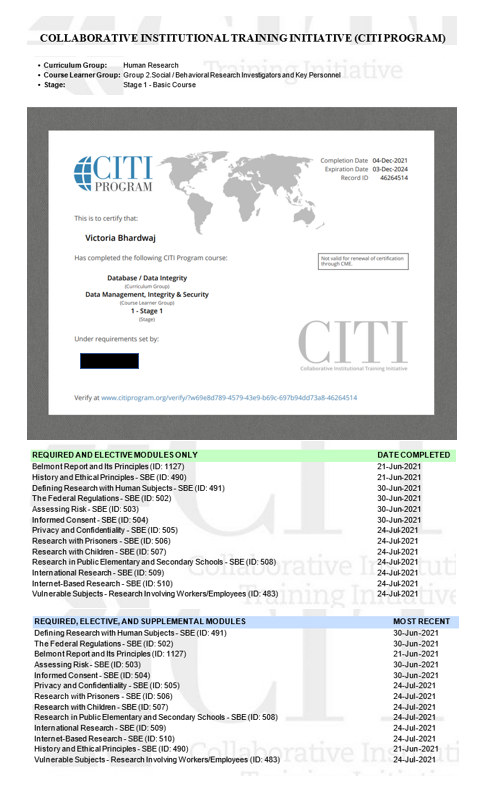 COLLABORATIVE INSTITUTIONAL TRAINING INITIATIVE (CITI PROGRAM)
Training Initiative
• Curriculum Group: Human Research
• Course Learner Group: Group 2.Social / Behavioral Research Investigators and Key Personnel
• Stage: Stage 1 - Basic Course
CITI
PROGRAM
Completion Date 04-Dec-2021
Expiration Date 03-Dec-2024
Record ID 46264514
This is to certify that:
Victoria Bhardwaj
Has completed the following CITI Program course:
Not valid for renewal of certification
through CME.
Database / Data Integrity
(Curriculum Group)
Data Management, Integrity & Security
(Course Learner Group)
1 - Stage 1
(Stage)
Under requirements set by:
CITI
Collaborative Institutional Training Initiative
Verify at www.citiprogram.org/verify/?w69e8d789-4579-43e9-b69c-697b94dd73a8-46264514
REQUIRED AND ELECTIVE MODULES ONLY DATE COMPLETED
Belmont Report and Its Principles (ID: 1127) 21-Jun-2021
History and Ethical Principles - SBE (ID: 490) 21-Jun-2021
Defining Research with Human Subjects - SBE (ID: 491) 30-Jun-2021
The Federal Regulations - SBE (ID: 502) 30-Jun-2021
Assessing Risk - SBE (ID: 503) 30-Jun-2021
Informed Consent - SBE (ID: 504) 30-Jun-2021
Privacy and Confidentiality - SBE (ID: 505) 24-Jul-2021
Research with Prisoners - SBE (ID: 506) 24-Jul-2021
Research with Children - SBE (ID: 507) 24-Jul-2021
Research in Public Elementary and Secondary Schools - SBE (ID: 508) 24-Jul-2021
International Research - SBE (ID: 509) 24-Jul-2021
Internet-Based Research - SBE (ID: 510) 24-Jul-2021
Vulnerable Subjects - Research Involving Workers/Employees (ID: 483) 24-Jul-2021
REQUIRED, ELECTIVE, AND SUPPLEMENTAL MODULES MOST RECENT
Defining Research with Human Subjects - SBE (ID: 491) 30-Jun-2021
The Federal Regulations - SBE (ID: 502) 30-Jun-2021
Belmont Report and Its Principles (ID: 1127) 21-Jun-2021
Assessing Risk - SBE (ID: 503) 30-Jun-2021
Informed Consent - SBE (ID: 504) 30-Jun-2021
Privacy and Confidentiality - SBE (ID: 505) 24-Jul-2021
Research with Prisoners - SBE (ID: 506) 24-Jul-2021
Research with Children - SBE (ID: 507) 24-Jul-2021
Research in Public Elementary and Secondary Schools - SBE (ID: 508) 24-Jul-2021
International Research - SBE (ID: 509) 24-Jul-2021
Internet-Based Research - SBE (ID: 510) 24-Jul-2021
History and Ethical Principles - SBE (ID: 490) 21-Jun-2021
Vulnerable Subjects - Research Involving Workers/Employees (ID: 483) 24-Jul-2021